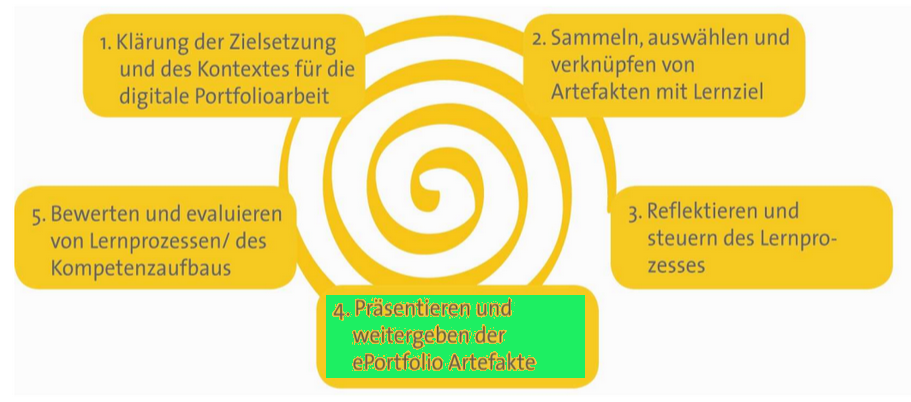 1. Klärung der Zielsetzung
und des Kontextes für die
digitale Portfolioarbeit
2. Sammeln, auswählen und
verknüpfen von
Artefakten mit Lernziel
3. Reflektieren und
steuern des Lernpro-
zesses
4. Präsentieren und
weitergeben der
ePortfolio Artefakte
5. Bewerten und evaluieren
von Lernprozessen/ des
Kompetenzaufbaus